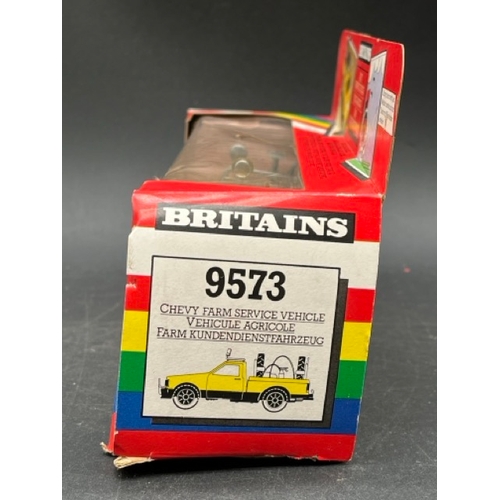 BRITAINS
9573
CHEVY FARM SERVICE VEHICLE
VEHICULE AGRICOLE
FARM KUNDENDIENSTFAHRZEUG